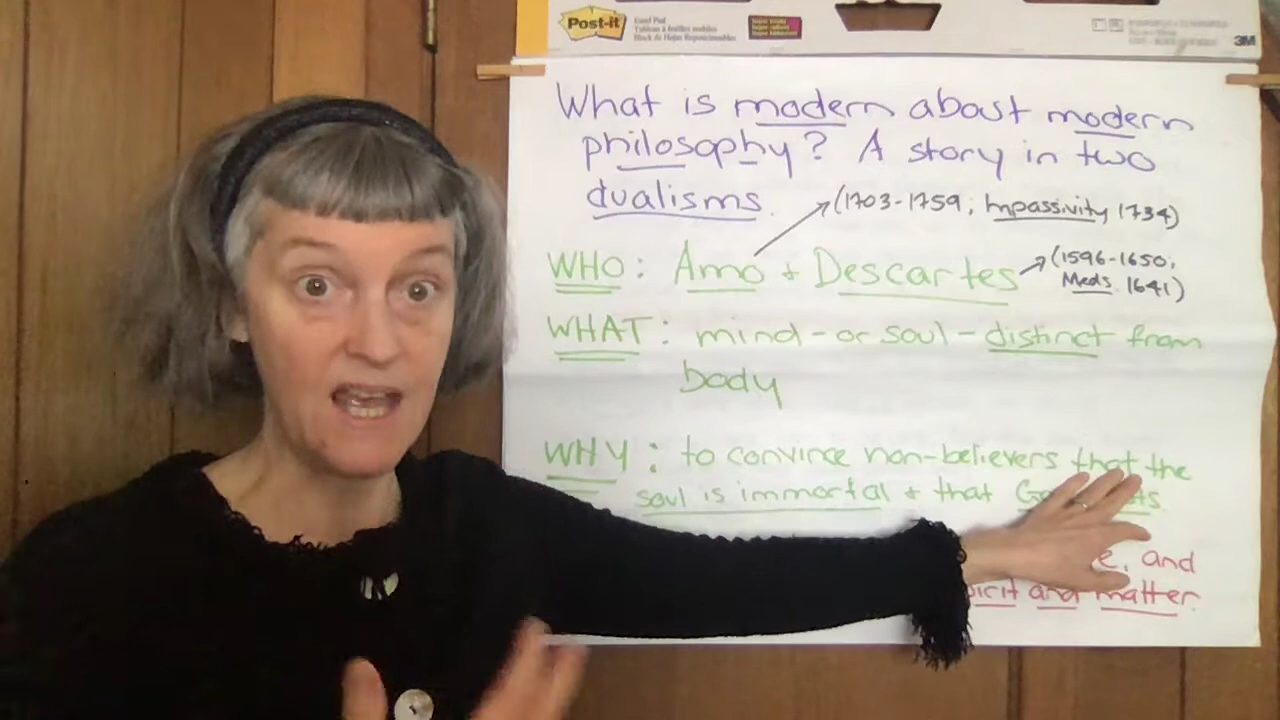 Post-it
What is modern about modern
philosophy? A story in two
dualisms.
(1703-1759; Impassivity 1734)
WHO: Amo + Descartes
(1596-1650;
Meds. 1641)
WHAT: mind-or soul-distinct from
body
WHY: to convince non-believers that the
soul is immortal + that
and
and matter.
3M